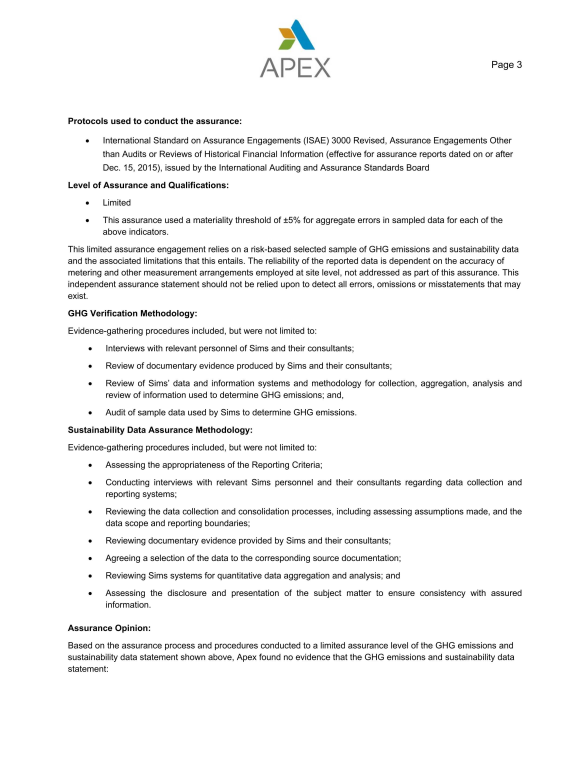 APEX
Page 3
Protocols used to conduct the assurance:
• International Standard on Assurance Engagements (ISAE) 3000 Revised, Assurance Engagements Other
than Audits or Reviews of Historical Financial Information (effective for assurance reports dated on or after
Dec. 15, 2015), issued by the International Auditing and Assurance Standards Board
Level of Assurance and Qualifications:
• Limited
• This assurance used a materiality threshold of ±5% for aggregate errors in sampled data for each of the
above indicators.
This limited assurance engagement relies on a risk-based selected sample of GHG emissions and sustainability data
and the associated limitations that this entails. The reliability of the reported data is dependent on the accuracy of
metering and other measurement arrangements employed at site level, not addressed as part of this assurance. This
independent assurance statement should not be relied upon to detect all errors, omissions or misstatements that may
exist.
GHG Verification Methodology:
Evidence-gathering procedures included, but were not limited to:
• Interviews with relevant personnel of Sims and their consultants;
• Review of documentary evidence produced by Sims and their consultants;
• Review of Sims' data and information systems and methodology for collection, aggregation, analysis and
review of information used to determine GHG emissions; and,
• Audit of sample data used by Sims to determine GHG emissions.
Sustainability Data Assurance Methodology:
Evidence-gathering procedures included, but were not limited to:
• Assessing the appropriateness of the Reporting Criteria;
• Conducting interviews with relevant Sims personnel and their consultants regarding data collection and
reporting systems;
• Reviewing the data collection and consolidation processes, including assessing assumptions made, and the
data scope and reporting boundaries;
• Reviewing documentary evidence provided by Sims and their consultants;
• Agreeing a selection of the data to the corresponding source documentation;
• Reviewing Sims systems for quantitative data aggregation and analysis; and
• Assessing the disclosure and presentation of the subject matter to ensure consistency with assured
information.
Assurance Opinion:
Based on the assurance process and procedures conducted to a limited assurance level of the GHG emissions and
sustainability data statement shown above, Apex found no evidence that the GHG emissions and sustainability data
statement: